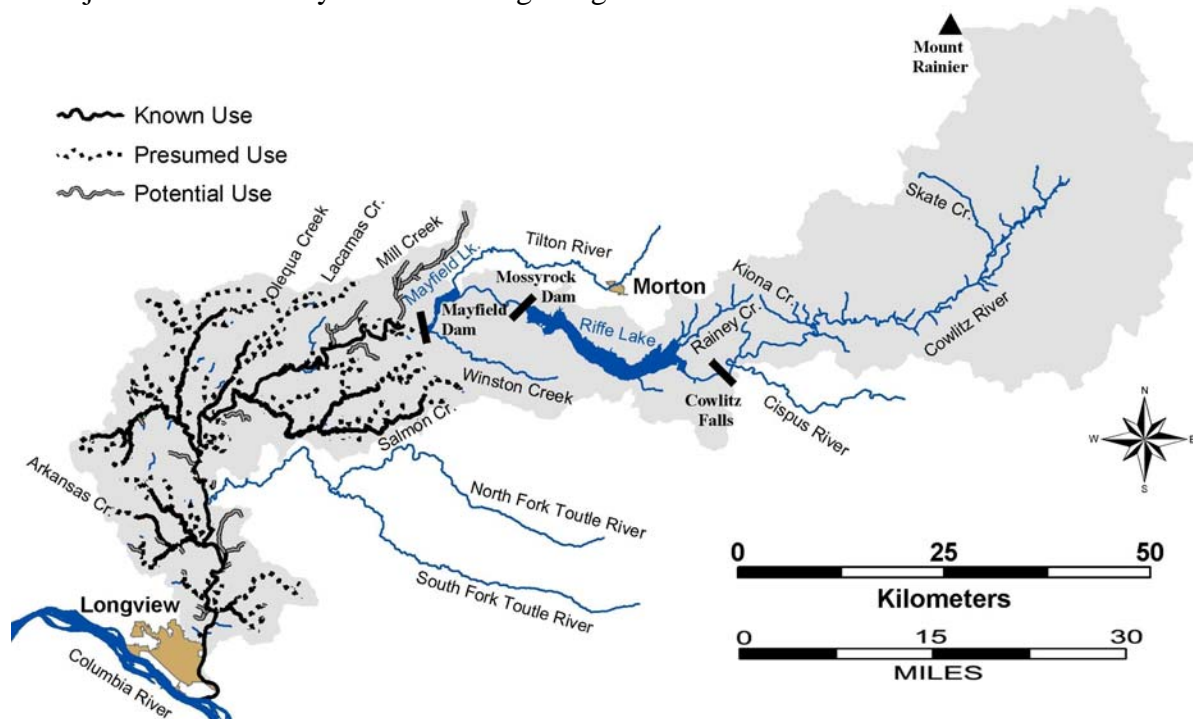 Mount
Rainier
Known Use
Presumed Use
Potential Use
Olequa Creek
Lacamas Cr.
Mill Creek
Mayfield Lk.
Tilton River
Mossyrock
Dam
Morton
Mayfield
Dam
Riffe Lake
Rainey Cr.
Kiona Cr.
Skate Cr.
Cowlitz River
Winston Creek
Cowlitz
Falls
Cispus River
Salmon Cr.
Arkansas Cr.
North Fork Toutle River
South Fork Toutle River
Longview
Columbia River
N
W
E
S
0 25 50
Kilometers
0 15 30
MILES